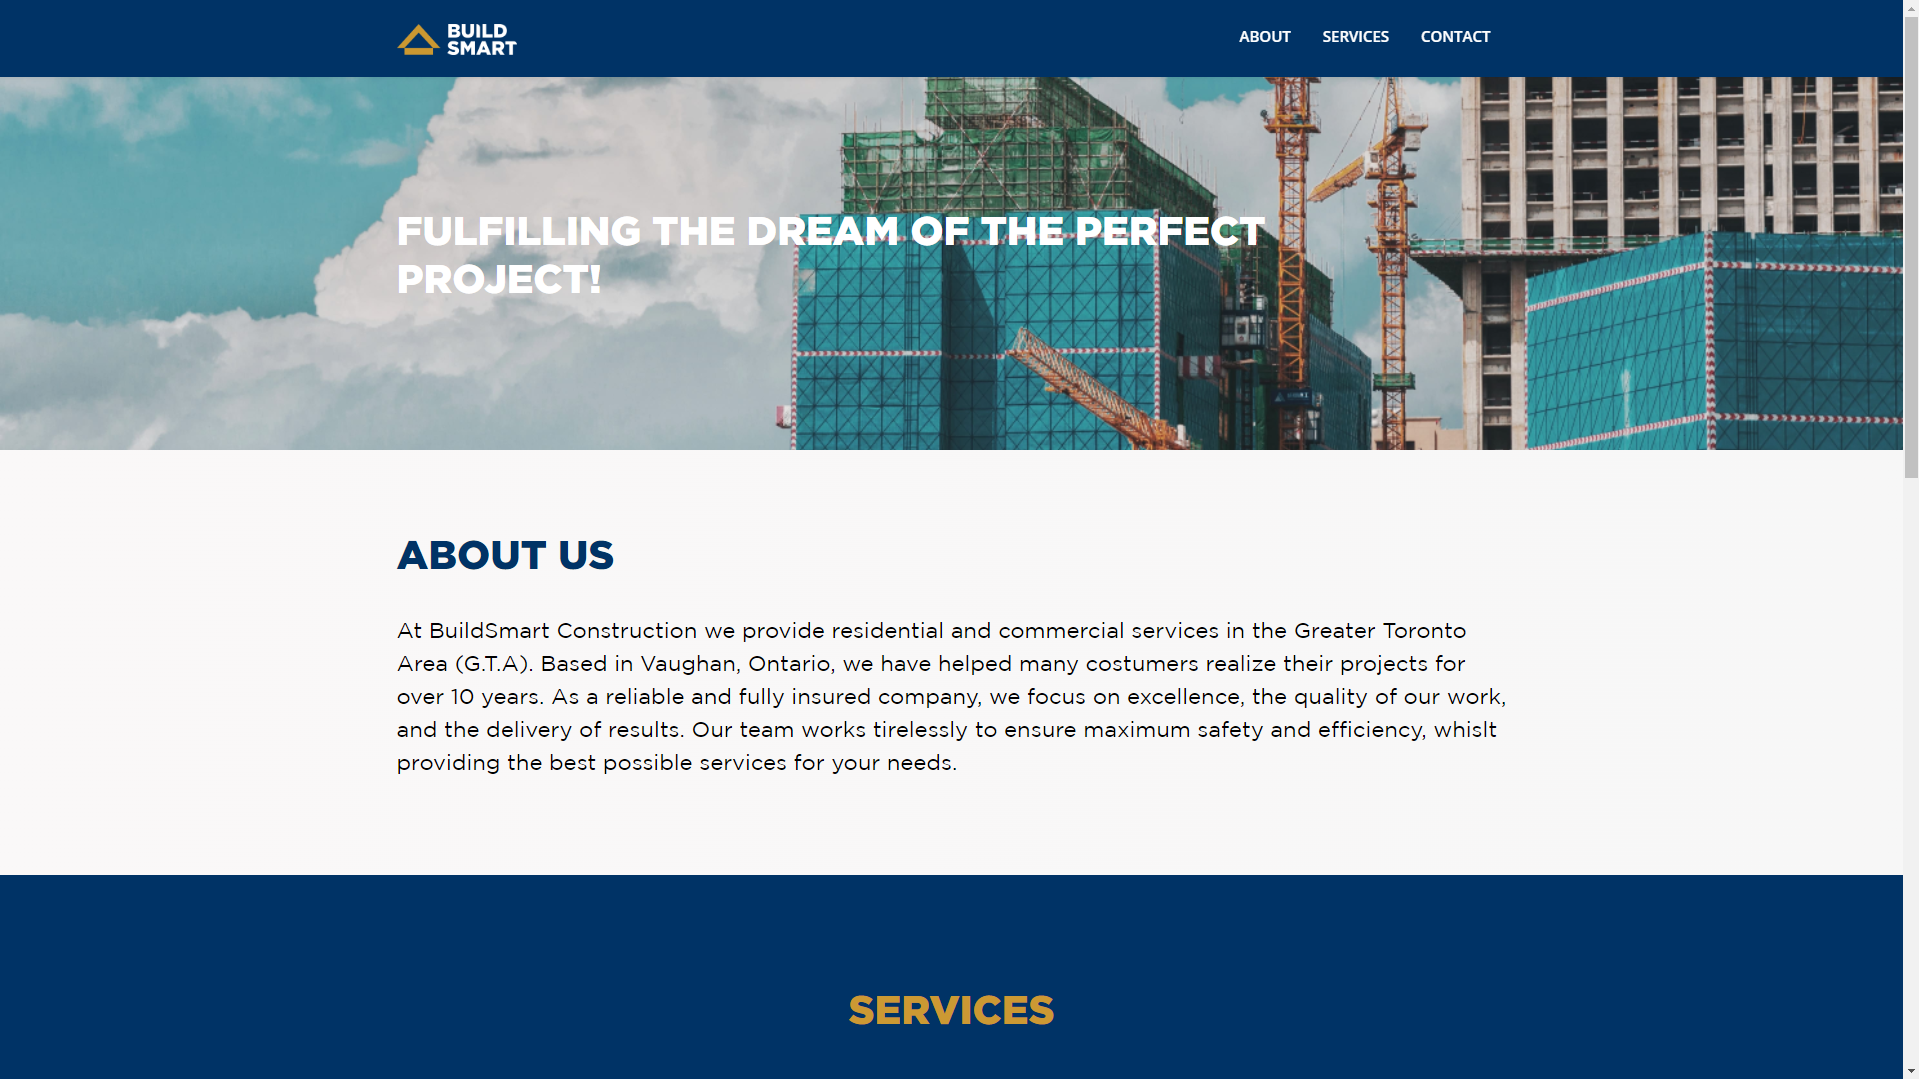 BUILD
SMART
ABOUT SERVICES CONTACT
FULFILLING THE DREAM OF THE PERFECT
PROJECT!
ABOUT US
At BuildSmart Construction we provide residential and commercial services in the Greater Toronto
Area (G.T.A). Based in Vaughan, Ontario, we have helped many costumers realize their projects for
over 10 years. As a reliable and fully insured company, we focus on excellence, the quality of our work,
and the delivery of results. Our team works tirelessly to ensure maximum safety and efficiency, whislt
providing the best possible services for your needs.
SERVICES